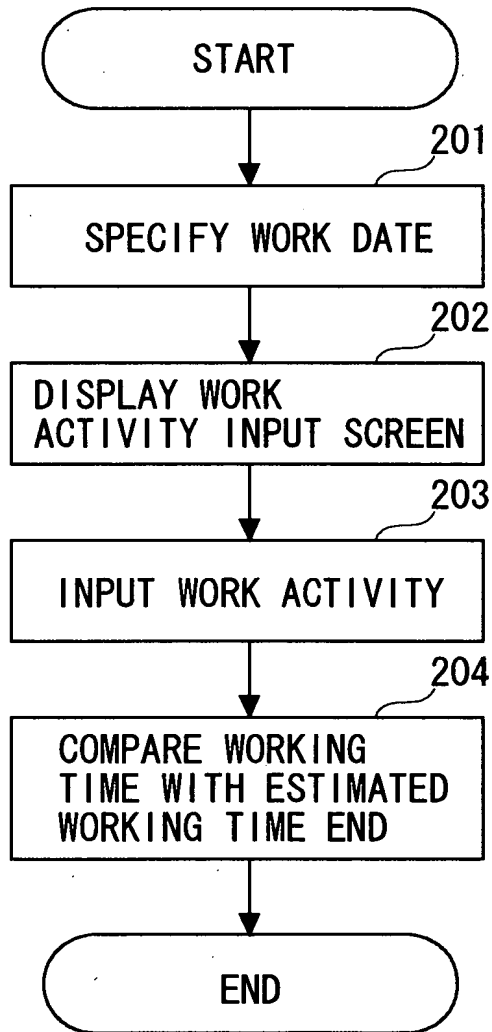 START
201
SPECIFY WORK DATE
202
DISPLAY WORK
ACTIVITY INPUT SCREEN
203
INPUT WORK ACTIVITY
204
COMPARE WORKING
TIME WITH ESTIMATED
WORKING TIME END
END